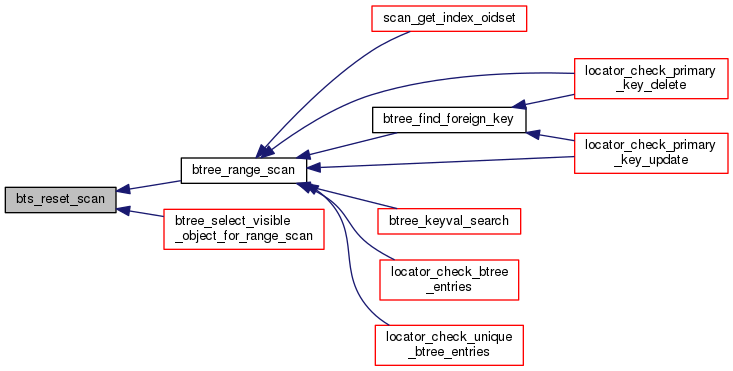 scan_get_index_oidset
locator_check_primary
_key_delete
btree_find_foreign_key
locator_check_primary
_key_update
btree_range_scan
bts_reset_scan
btree_select_visible
_object_for_range_scan
btree_keyval_search
locator_check_btree
_entries
locator_check_unique
_btree_entries